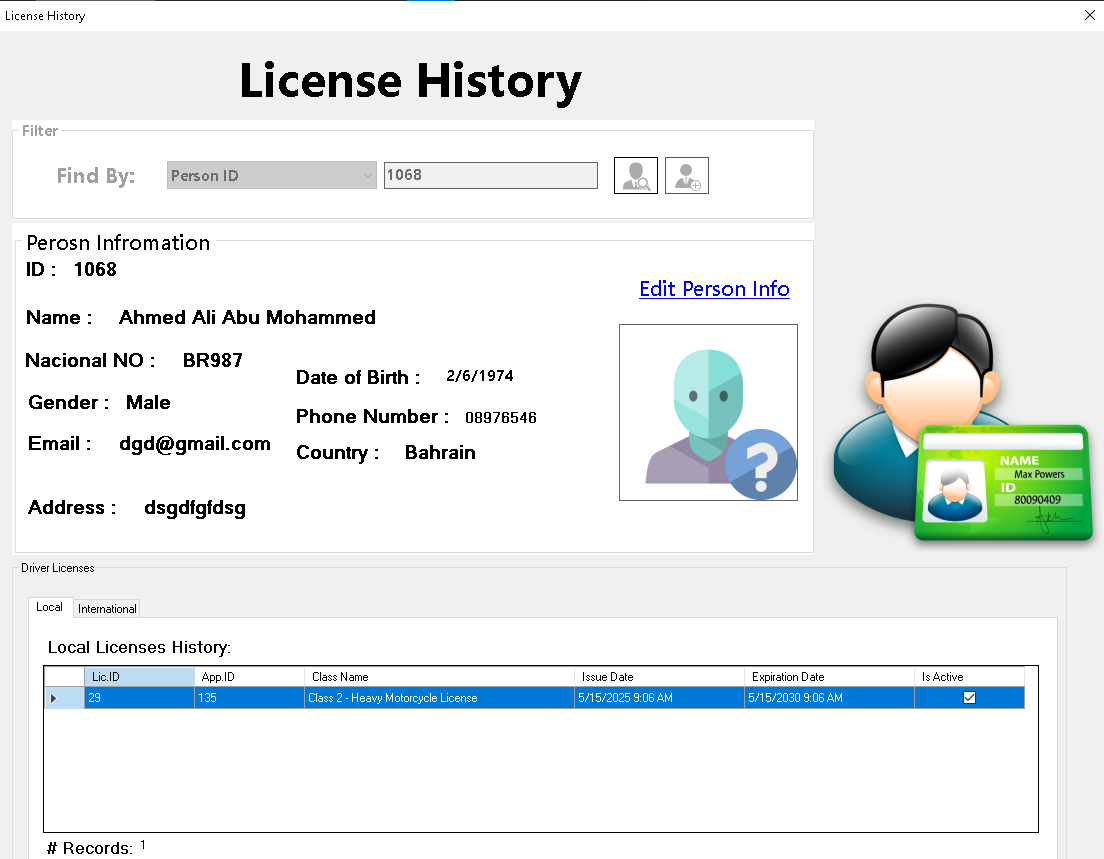 License History
License History
Filter
Find By: Person ID 1068
Perosn Infromation
ID : 1068
Edit Person Info
Name : Ahmed Ali Abu Mohammed
Nacional NO : BR987
Date of Birth : 2/6/1974
Gender : Male
Phone Number : 08976546
Email : dgd@gmail.com
Country : Bahrain
Address : dsgdfgfdsg
NAME
Max Powers
ID
80090409
Driver Licenses
Local International
Local Licenses History:
Lic.ID App.ID Class Name Issue Date Expiration Date Is Active
29 135 Class 2 - Heavy Motorcycle License 5/15/2025 9:06 AM 5/15/2030 9:06 AM
# Records: 1